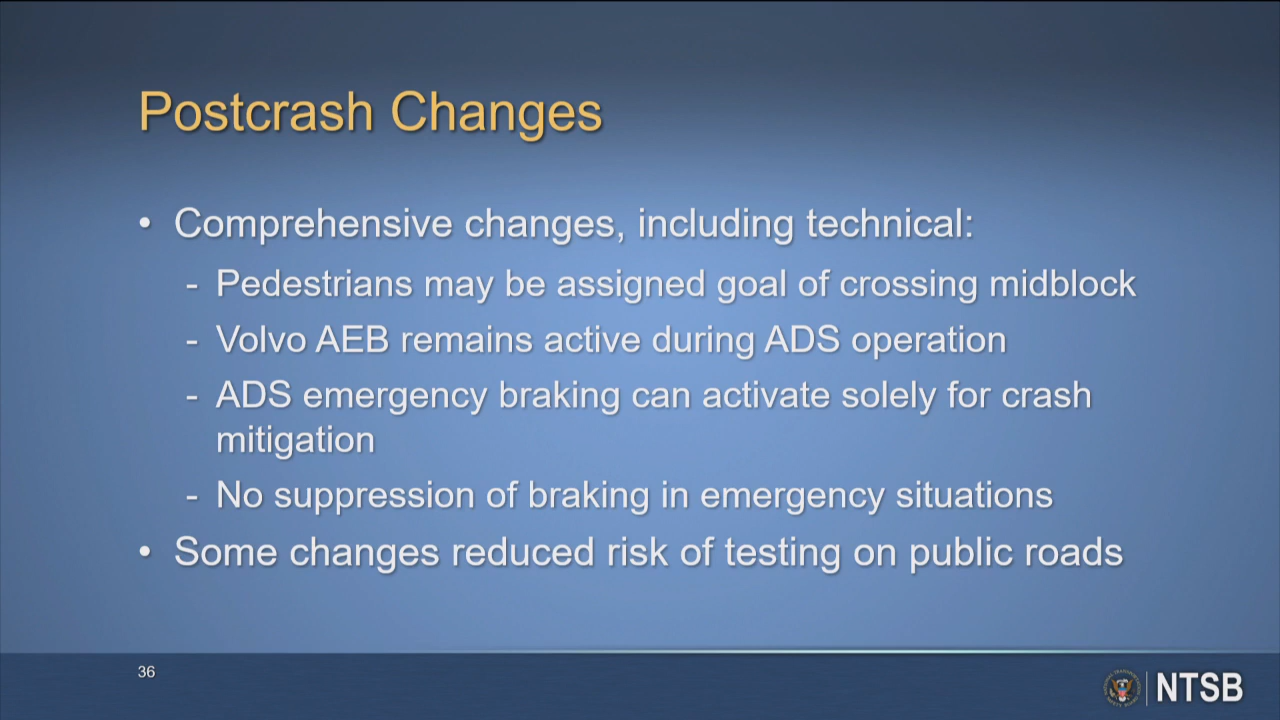 Postcrash Changes
• Comprehensive changes, including technical:
- Pedestrians may be assigned goal of crossing midblock
- Volvo AEB remains active during ADS operation
- ADS emergency braking can activate solely for crash
mitigation
- No suppression of braking in emergency situations
• Some changes reduced risk of testing on public roads
36
NTSB